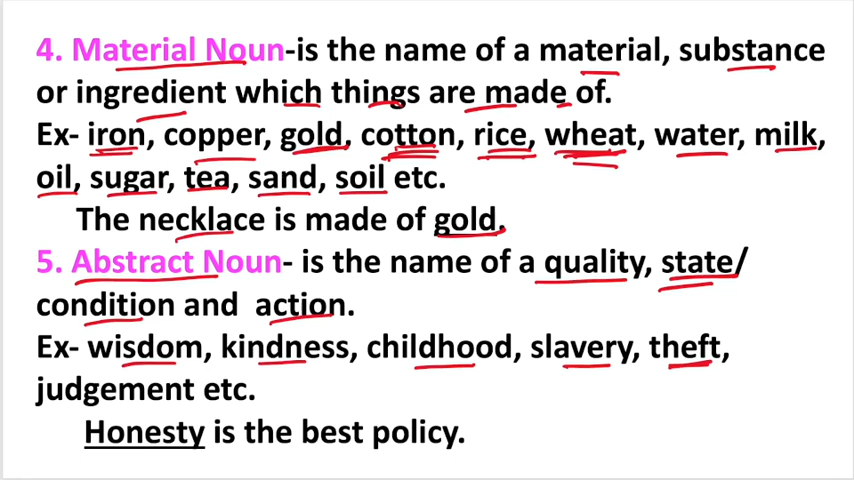 4. Material Noun-is the name of a material, substance
or ingredient which things are made of.
Ex- iron, copper, gold, cotton, rice, wheat, water, milk,
oil, sugar, tea, sand, soil etc.
The necklace is made of gold.
5. Abstract Noun- is the name of a quality, state/
condition and action.
Ex- wisdom, kindness, childhood, slavery, theft,
judgement etc.
Honesty is the best policy.